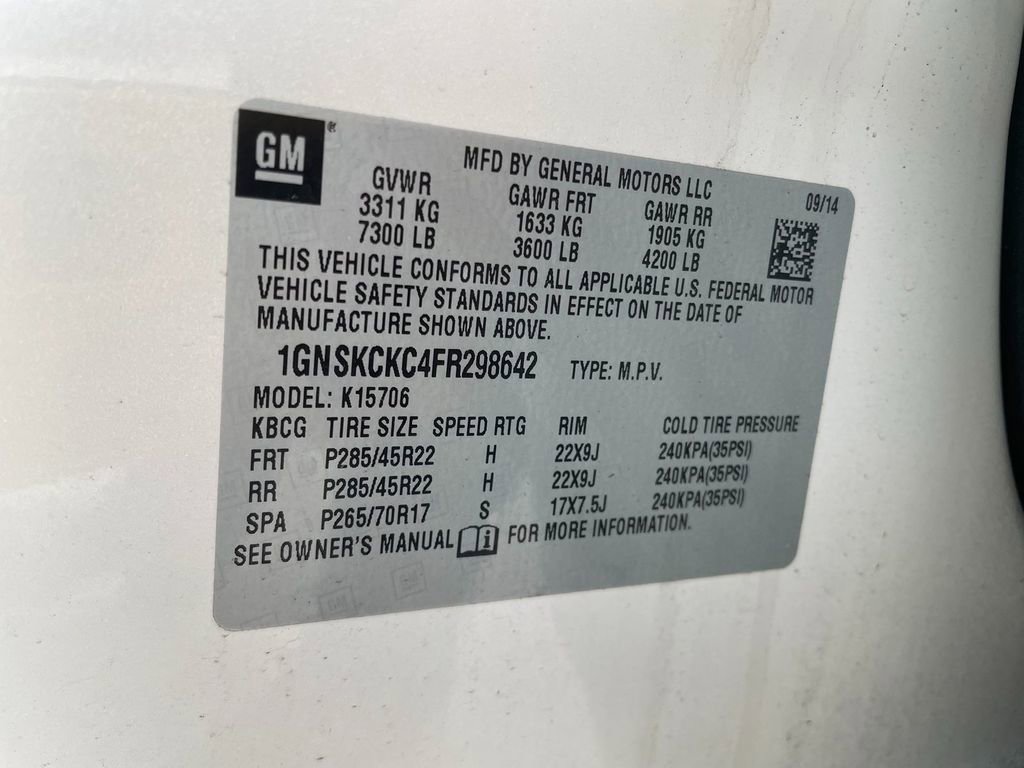 GM®
MFD BY GENERAL MOTORS LLC 09/14
GVWR GAWR FRT GAWR RR
3311 KG 1633 KG 1905 KG
7300 LB 3600 LB 4200 LB
THIS VEHICLE CONFORMS TO ALL APPLICABLE U.S. FEDERAL MOTOR
VEHICLE SAFETY STANDARDS IN EFFECT ON THE DATE OF
MANUFACTURE SHOWN ABOVE.
1GNSKCKC4FR298642 TYPE: M.P.V.
MODEL: K15706
KBCG TIRE SIZE SPEED RTG RIM COLD TIRE PRESSURE
FRT P285/45R22 H 22X9J 240KPA(35PSI)
RR P285/45R22 H 22X9J 240KPA(35PSI)
SPA P265/70R17 S 17X7.5J 240KPA(35PSI)
SEE OWNER'S MANUAL i FOR MORE INFORMATION.
GM
GM